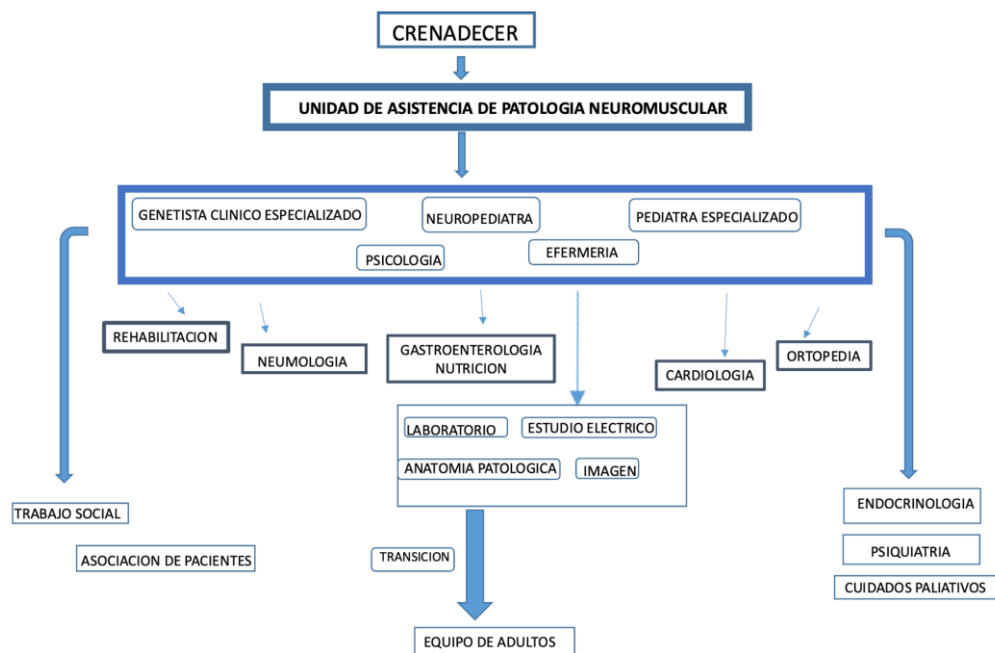 CRENADECER
UNIDAD DE ASISTENCIA DE PATOLOGIA NEUROMUSCULAR
GENETISTA CLINICO ESPECIALIZADO
NEUROPEDIATRA
PEDIATRA ESPECIALIZADO
PSICOLOGIA
EFERMERIA
REHABILITACION
NEUMOLOGIA
GASTROENTEROLOGIA
NUTRICION
CARDIOLOGIA
ORTOPEDIA
LABORATORIO
ESTUDIO ELECTRICO
ANATOMIA PATOLOGICA
IMAGEN
TRABAJO SOCIAL
ASOCIACION DE PACIENTES
TRANSICION
ENDOCRINOLOGIA
PSIQUIATRIA
CUIDADOS PALIATIVOS
EQUIPO DE ADULTOS